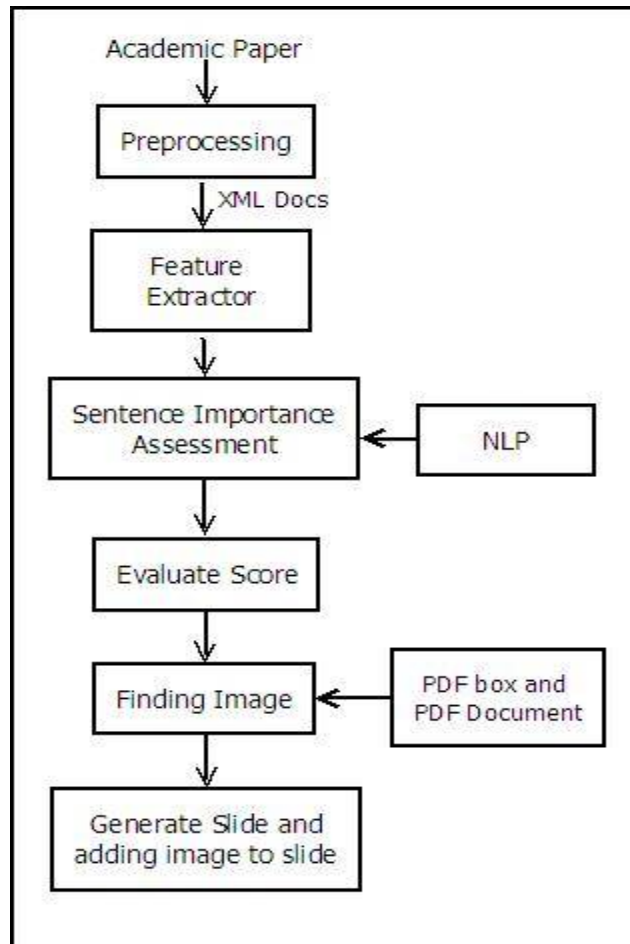 Academic Paper
Preprocessing
XML Docs
Feature
Extractor
Sentence Importance
Assessment
NLP
Evaluate Score
Finding Image
PDF box and
PDF Document
Generate Slide and
adding image to slide